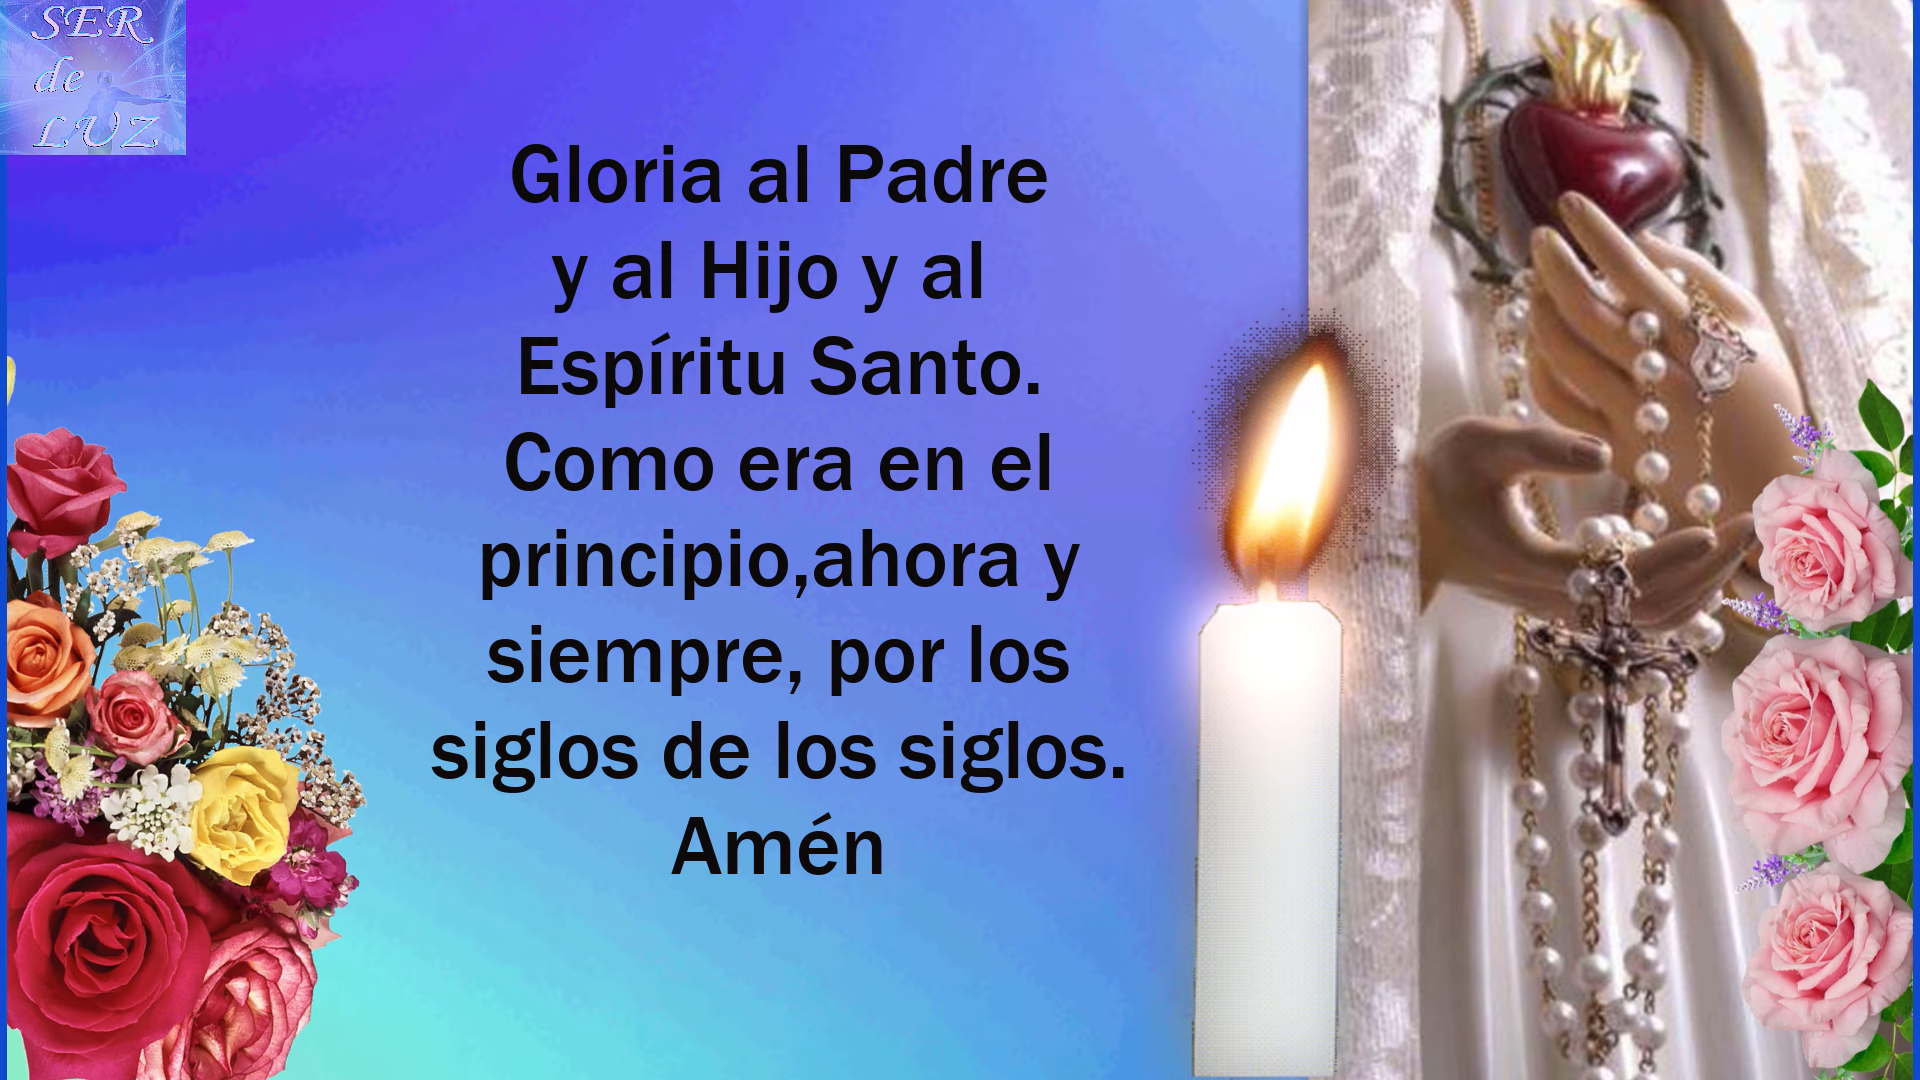 SER
de
LUZ
Gloria al Padre
y al Hijo y al
Espíritu Santo.
Como era en el
principio,ahora y
siempre, por los
siglos de los siglos.
Amén